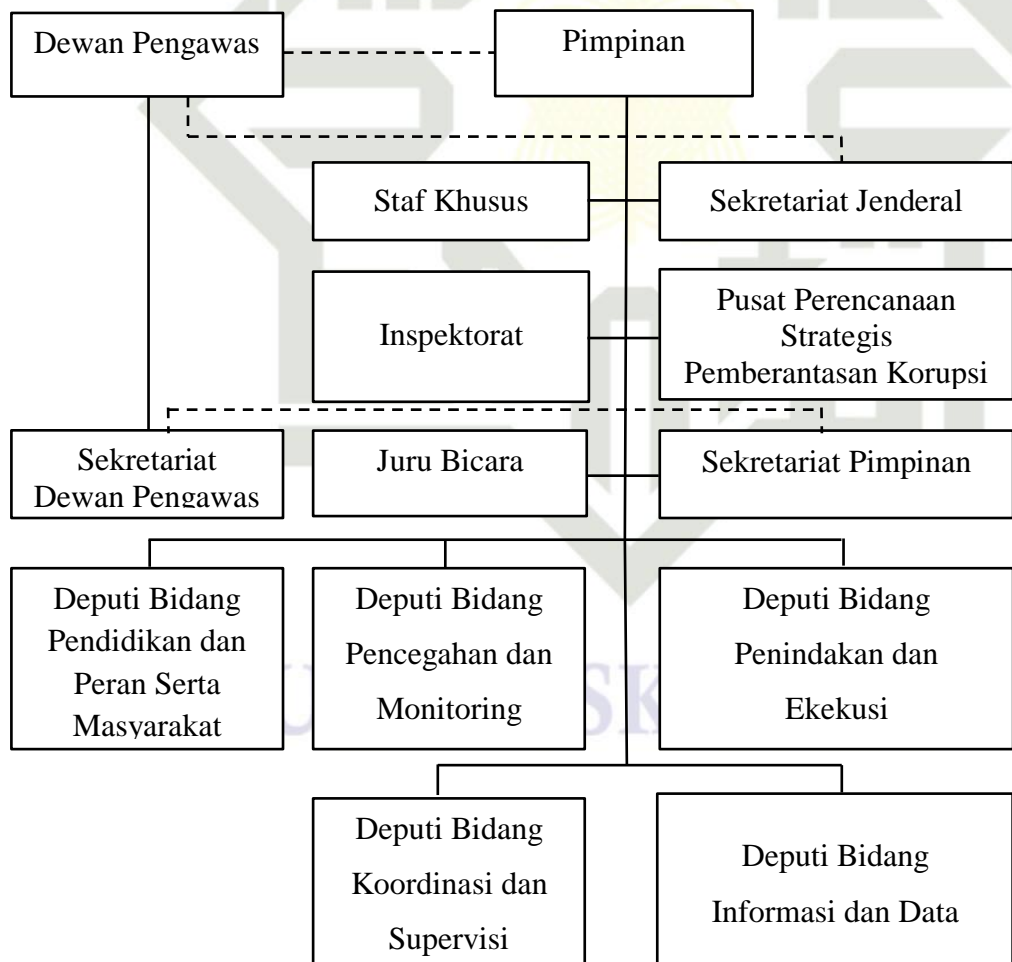 Dewan Pengawas
Pimpinan
Staf Khusus
Sekretariat Jenderal
Inspektorat
Pusat Perencanaan
Strategis
Pemberantasan Korupsi
Sekretariat
Dewan Pengawas
Juru Bicara
Sekretariat Pimpinan
Deputi Bidang
Pendidikan dan
Peran Serta
Masyarakat
Deputi Bidang
Pencegahan dan
Monitoring
Deputi Bidang
Penindakan dan
Ekekusi
Deputi Bidang
Koordinasi dan
Supervisi
Deputi Bidang
Informasi dan Data